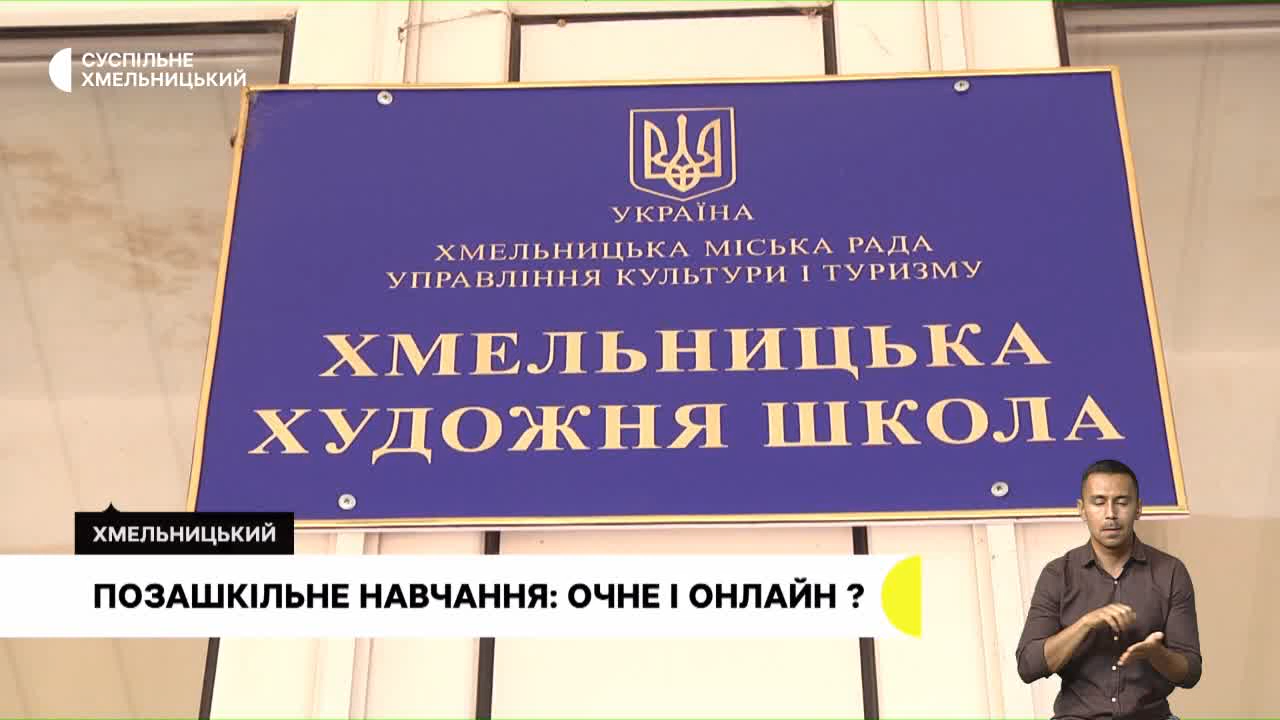 СУСПІЛЬНЕ
ХМЕЛЬНИЦЬКИЙ
УКРАЇНА
ХМЕЛЬНИЦЬКА МІСЬКА РАДА
УПРАВЛІННЯ КУЛЬТУРИ І ТУРИЗМУ
ХМЕЛЬНИЦЬКА
ХУДОЖНЯ ШКОЛА
ХМЕЛЬНИЦЬКИЙ
ПОЗАШКІЛЬНЕ НАВЧАННЯ: ОЧНЕ І ОНЛАЙН ?